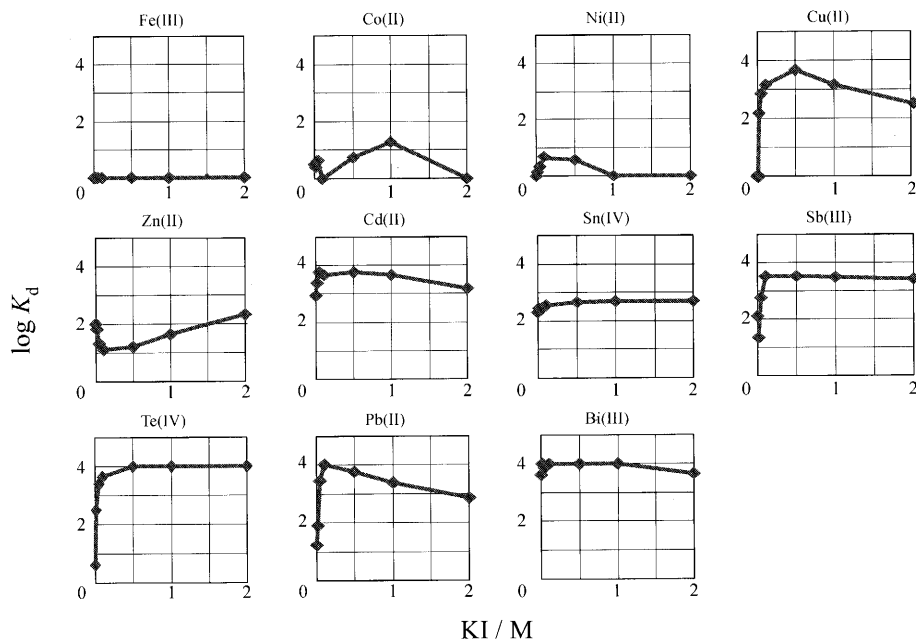 Fe(III) Co(II) Ni(II) Cu(II)
4 4 4 4
2 2 2 2
0 1 2 0 1 2 0 1 2 0 1 2
Zn(II) Cd(II) Sn(IV) Sb(III)
4 4 4 4
2 2 2 2
0 1 2 0 1 2 0 1 2 0 1 2
Te(IV) Pb(II) Bi(III)
4 4 4
2 2 2
0 1 2 0 1 2 0 1 2
log Kd
KI / M